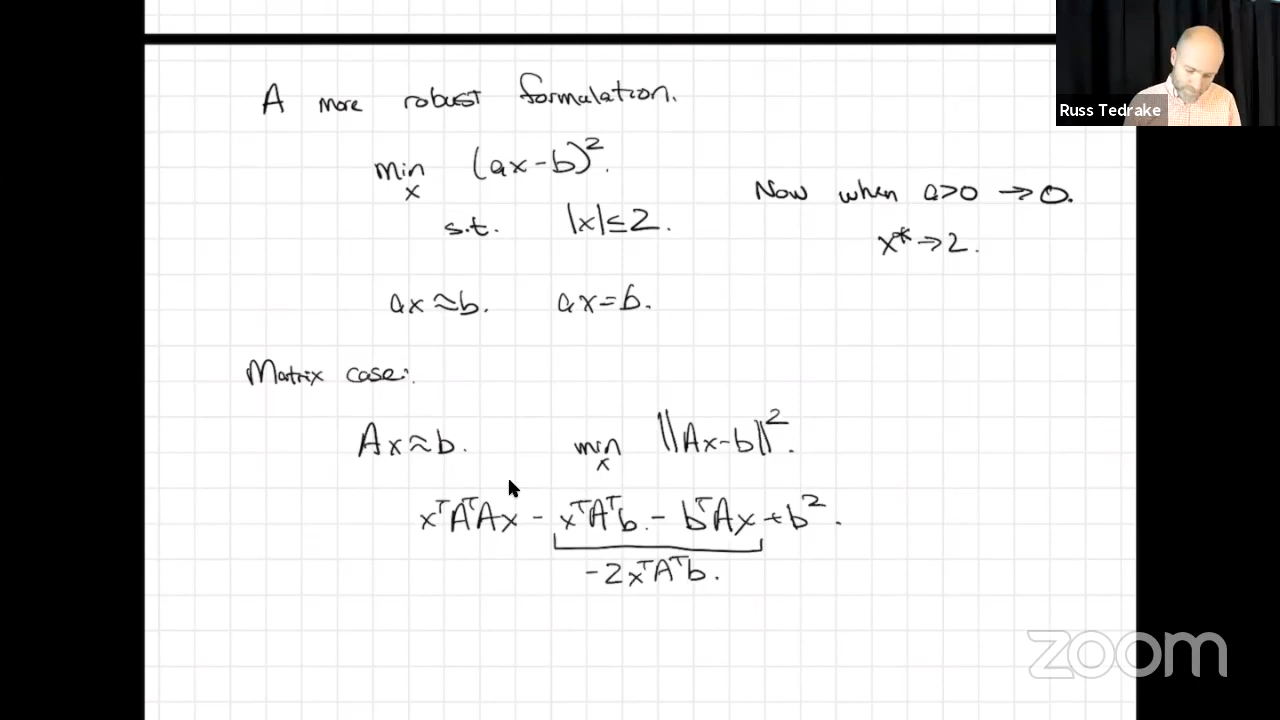 A more robust formulation.
min (ax-b)².
x
s.t. |x|≤2.
Now when a>0 → 0.
x* → 2.
ax≈b. ax=b.
Matrix case:
Ax≈b. min ||Ax-b||².
x
xᵀAᵀAx - xᵀAᵀb. - bᵀAx + b².
-2xᵀAᵀb.
Russ Tedrake
zoom